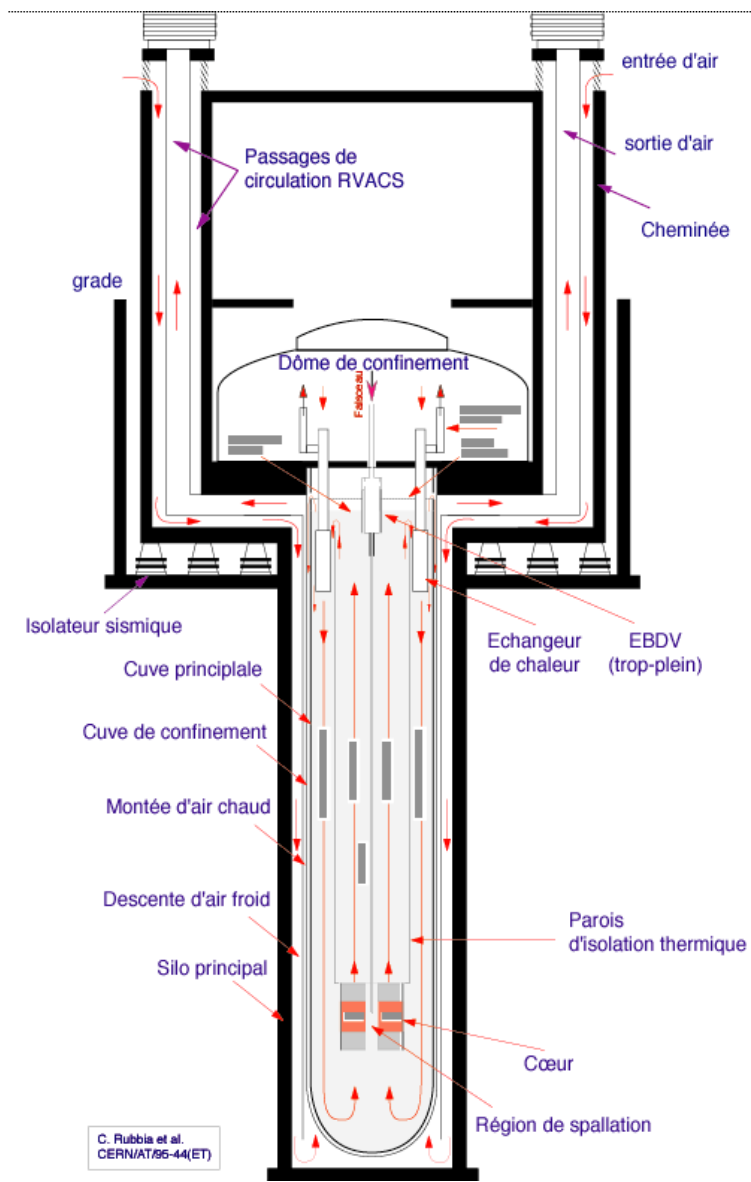 entrée d'air
sortie d'air
Passages de
circulation RVACS
Cheminée
grade
Dôme de confinement
Faisceau
Isolateur sismique
Echangeur
de chaleur
EBDV
(trop-plein)
Cuve principlale
Cuve de confinement
Montée d'air chaud
Descente d'air froid
Parois
d'isolation thermique
Silo principal
Cœur
Région de spallation
C. Rubbia et al.
CERN/AT/95-44(ET)